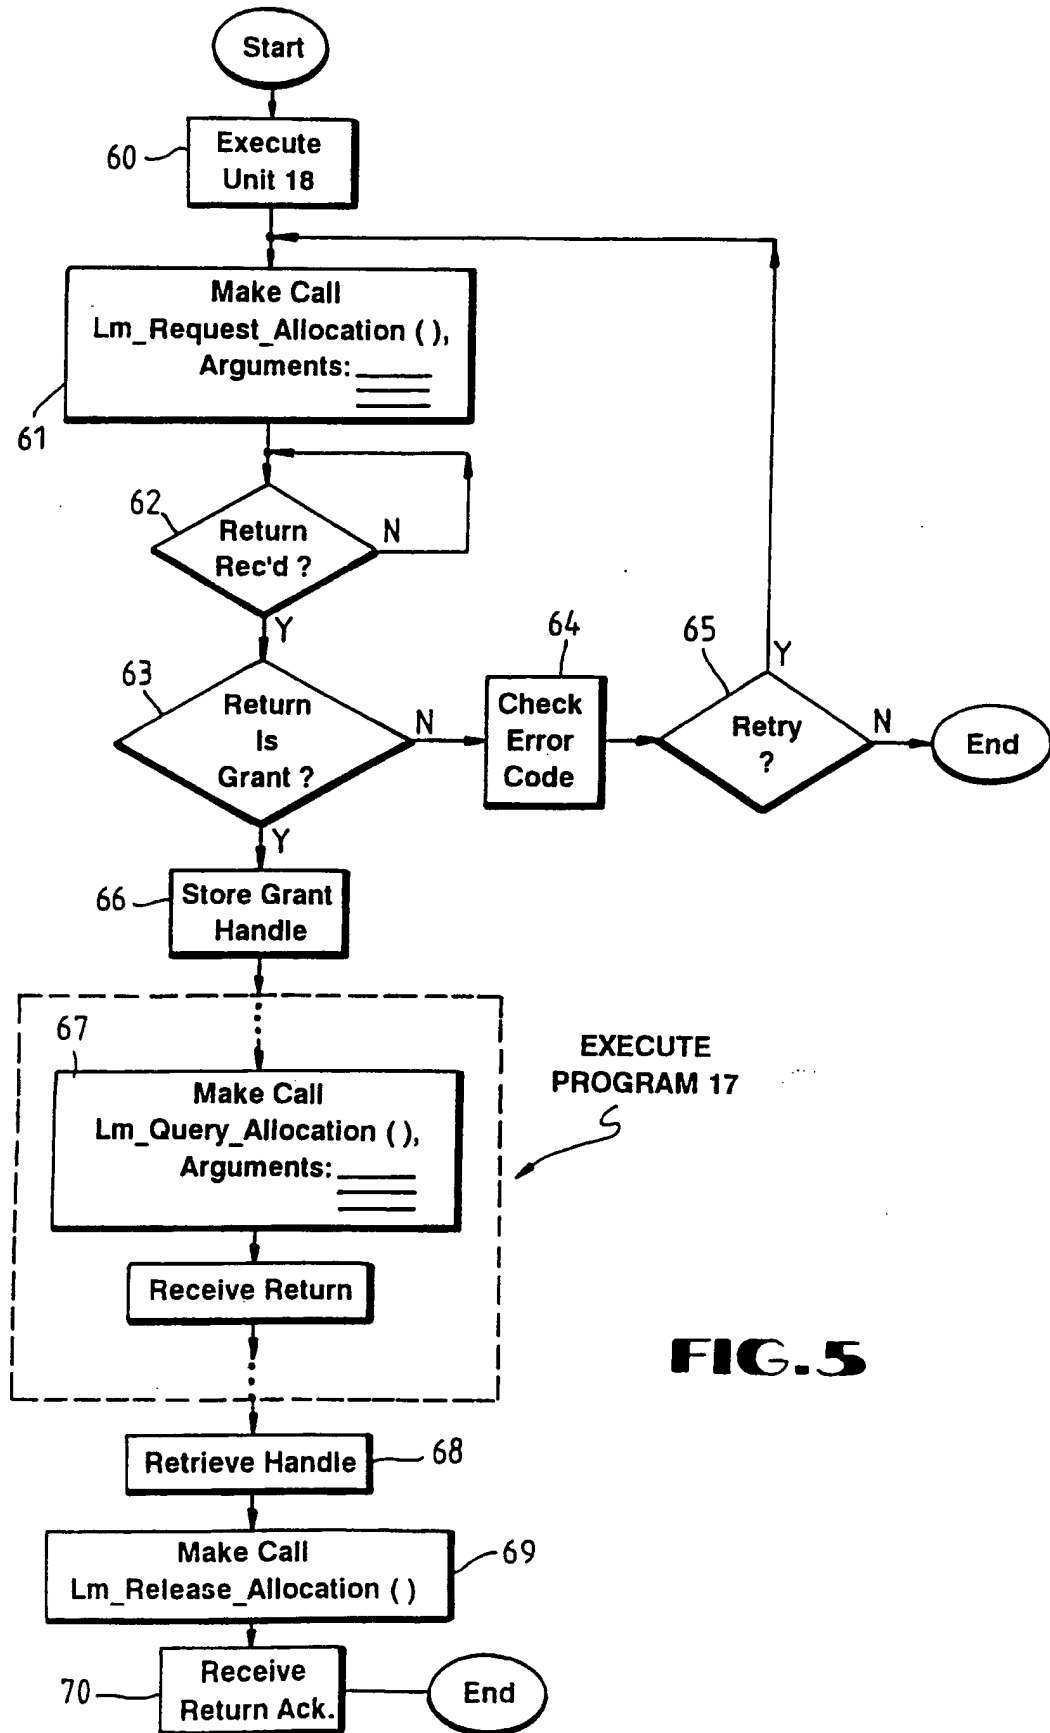 Start
60
Execute
Unit 18
Make Call
Lm_Request_Allocation ( ),
Arguments:
61
62
Return
Rec'd ?
N
Y
63
Return
Is
Grant ?
N
Y
64
Check
Error
Code
65
Retry
?
Y
N
End
66
Store Grant
Handle
67
Make Call
Lm_Query_Allocation ( ),
Arguments:
EXECUTE
PROGRAM 17
Receive Return
FIG.5
Retrieve Handle
68
Make Call
Lm_Release_Allocation ( )
69
70
Receive
Return Ack.
End